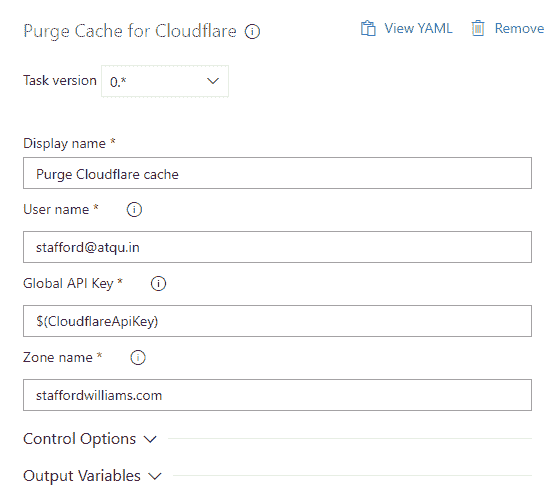 Purge Cache for Cloudflare
View YAML
Remove
Task version
0.*
Display name *
Purge Cloudflare cache
User name *
stafford@atqu.in
Global API Key *
$(CloudflareApiKey)
Zone name *
staffordwilliams.com
Control Options
Output Variables